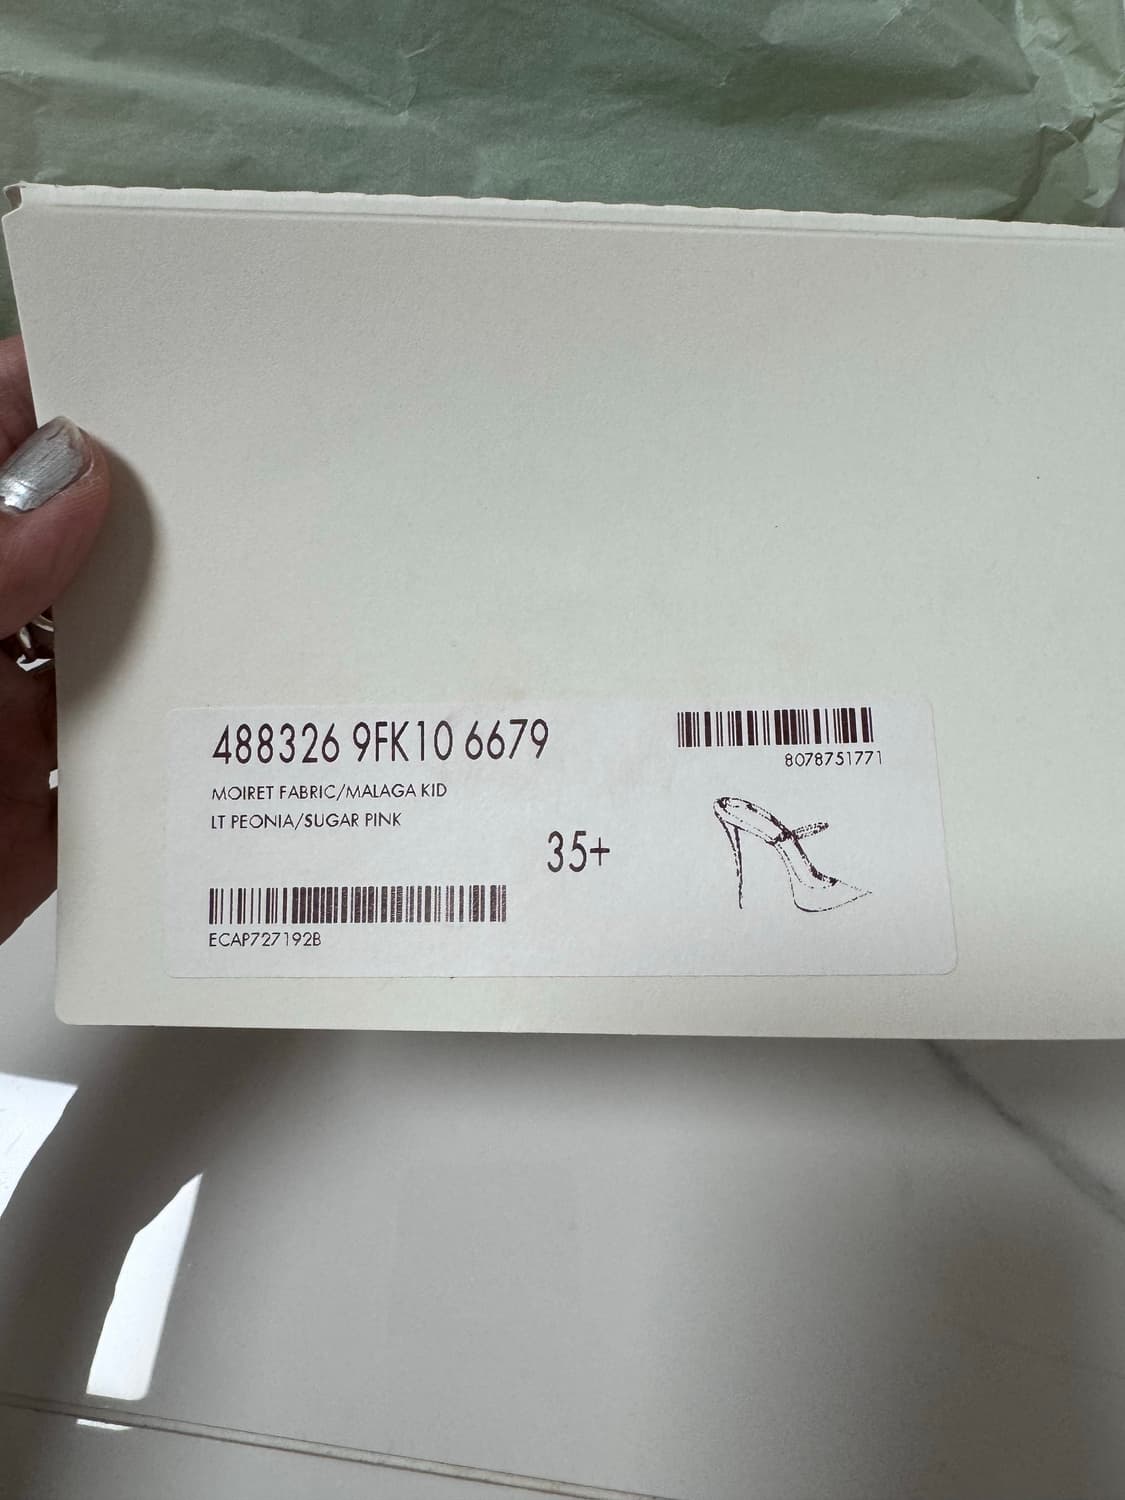 488326 9FK10 6679
8078751771
MOIRET FABRIC/MALAGA KID
LT PEONIA/SUGAR PINK
35+
ECAP727192B